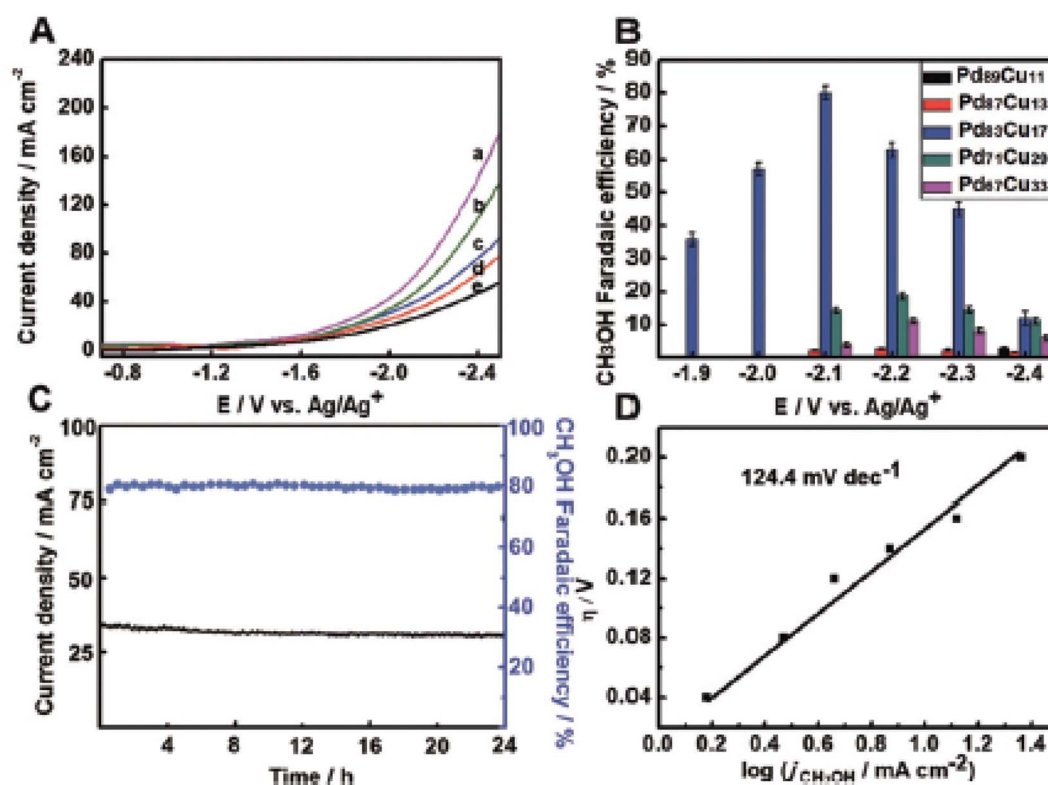 A
B
240
200
160
120
80
40
0
Current density / mA cm⁻²
-0.8
-1.2
-1.6
-2.0
-2.4
E / V vs. Ag/Ag⁺
a
b
c
d
e
90
80
70
60
50
40
30
20
10
CH₃OH Faradaic efficiency / %
Pd₈₉Cu₁₁
Pd₈₇Cu₁₃
Pd₈₃Cu₁₇
Pd₇₁Cu₂₉
Pd₆₇Cu₃₃
-1.9
-2.0
-2.1
-2.2
-2.3
-2.4
E / V vs. Ag/Ag⁺
C
D
100
75
50
25
Current density / mA cm⁻²
100
80
60
40
20
CH₃OH Faradaic efficiency / %
4
8
12
16
20
24
Time / h
124.4 mV dec⁻¹
0.20
0.16
0.12
0.08
0.04
η / V
0.0
0.2
0.4
0.6
0.8
1.0
1.2
1.4
log (j CH₃OH / mA cm⁻²)